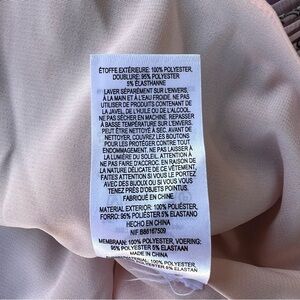 ÉTOFFE EXTÉRIEURE: 100% POLYESTER,
DOUBLURE: 95% POLYESTER
5% ÉLASTHANNE
LAVER SÉPARÉMENT SUR L'ENVERS,
À LA MAIN ET À L'EAU FROIDE. NE PAS
UTILISER DE PRODUITS CONTENANT DE
LA JAVEL, DE L'HUILE OU DU CALCAIRE.
NE PAS SÉCHER EN MACHINE. REPASSER
À BASSE TEMPÉRATURE SUR L'ENVERS.
PEUT ÊTRE NETTOYÉ À SEC. AVANT DE
NETTOYER, COUVREZ LES BOUTONS
POUR LES PROTÉGER CONTRE TOUT
ENDOMMAGEMENT. NE PAS LAISSER À
LA LUMIÈRE DU SOLEIL. ATTENTION À
NE PAS FAIRE D'ACCROC. EN RAISON DE
LA NATURE DÉLICATE DE CE VÊTEMENT,
FAITES ATTENTION SI VOUS LE PORTEZ
AVEC DES BIJOUX OU SI VOUS VOUS
TENEZ PRÈS D'OBJETS POINTUS.
FABRIQUÉ EN CHINE
MATERIAL EXTERIOR: 100% POLIÉSTER,
FORRO: 95% POLIÉSTER 5% ELASTANO
HECHO EN CHINA
NIF B86167509
MEMBRAAN: 100% POLYESTER, VOERING:
95% POLYESTER 5% ELASTAAN
MADE IN CHINA